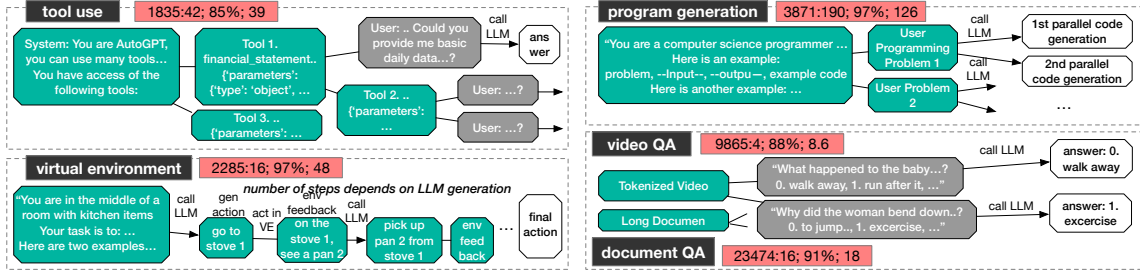 tool use
1835:42; 85%; 39
System: You are AutoGPT,
you can use many tools…
You have access of the
following tools:
Tool 1.
financial_statement..
{'parameters':
{'type': 'object', …
Tool 3. ..
{'parameters': …
User: .. Could you
provide me basic
daily data…?
call
LLM
ans
wer
Tool 2. ..
{'parameters':
…
User: …?
User: …?
program generation
3871:190; 97%; 126
"You are a computer science programmer …
Here is an example:
problem, --Input--, --outpu—, example code
Here is another example: …
User
Programming
Problem 1
User Problem
2
call
LLM
call
LLM
1st parallel code
generation
2nd parallel
code generation
…
virtual environment
2285:16; 97%; 48
number of steps depends on LLM generation
"You are in the middle of a
room with kitchen items
Your task is to: …
Here are two examples…
call
LLM
gen
action
go to
stove 1
act in
VE
env
feedback
on the
stove 1,
see a pan 2
call
LLM
pick up
pan 2 from
stove 1
env
feed
back
…
final
action
video QA
9865:4; 88%; 8.6
Tokenized Video
Long Documen
"What happened to the baby…?
0. walk away, 1. run after it, …"
"Why did the woman bend down..?
0. to jump.., 1. excercise, …"
call LLM
call LLM
answer: 0.
walk away
answer: 1.
excercise
document QA
23474:16; 91%; 18